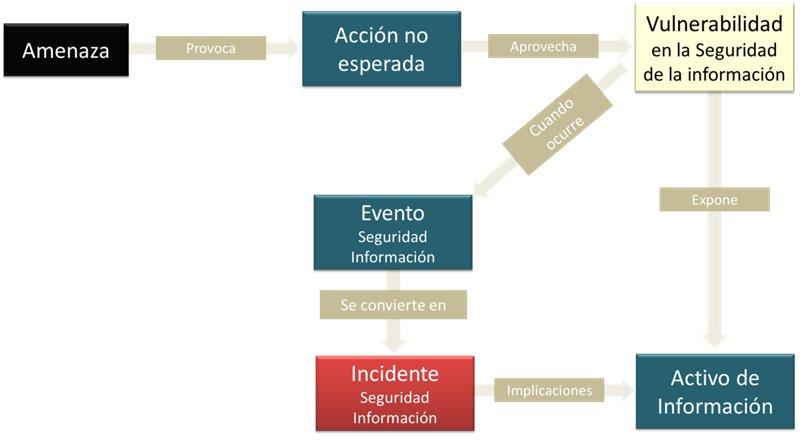 Amenaza
Provoca
Acción no
esperada
Aprovecha
Vulnerabilidad
en la Seguridad
de la información
Cuando
ocurre
Expone
Evento
Seguridad
Información
Se convierte en
Incidente
Seguridad
Información
Implicaciones
Activo de
Información